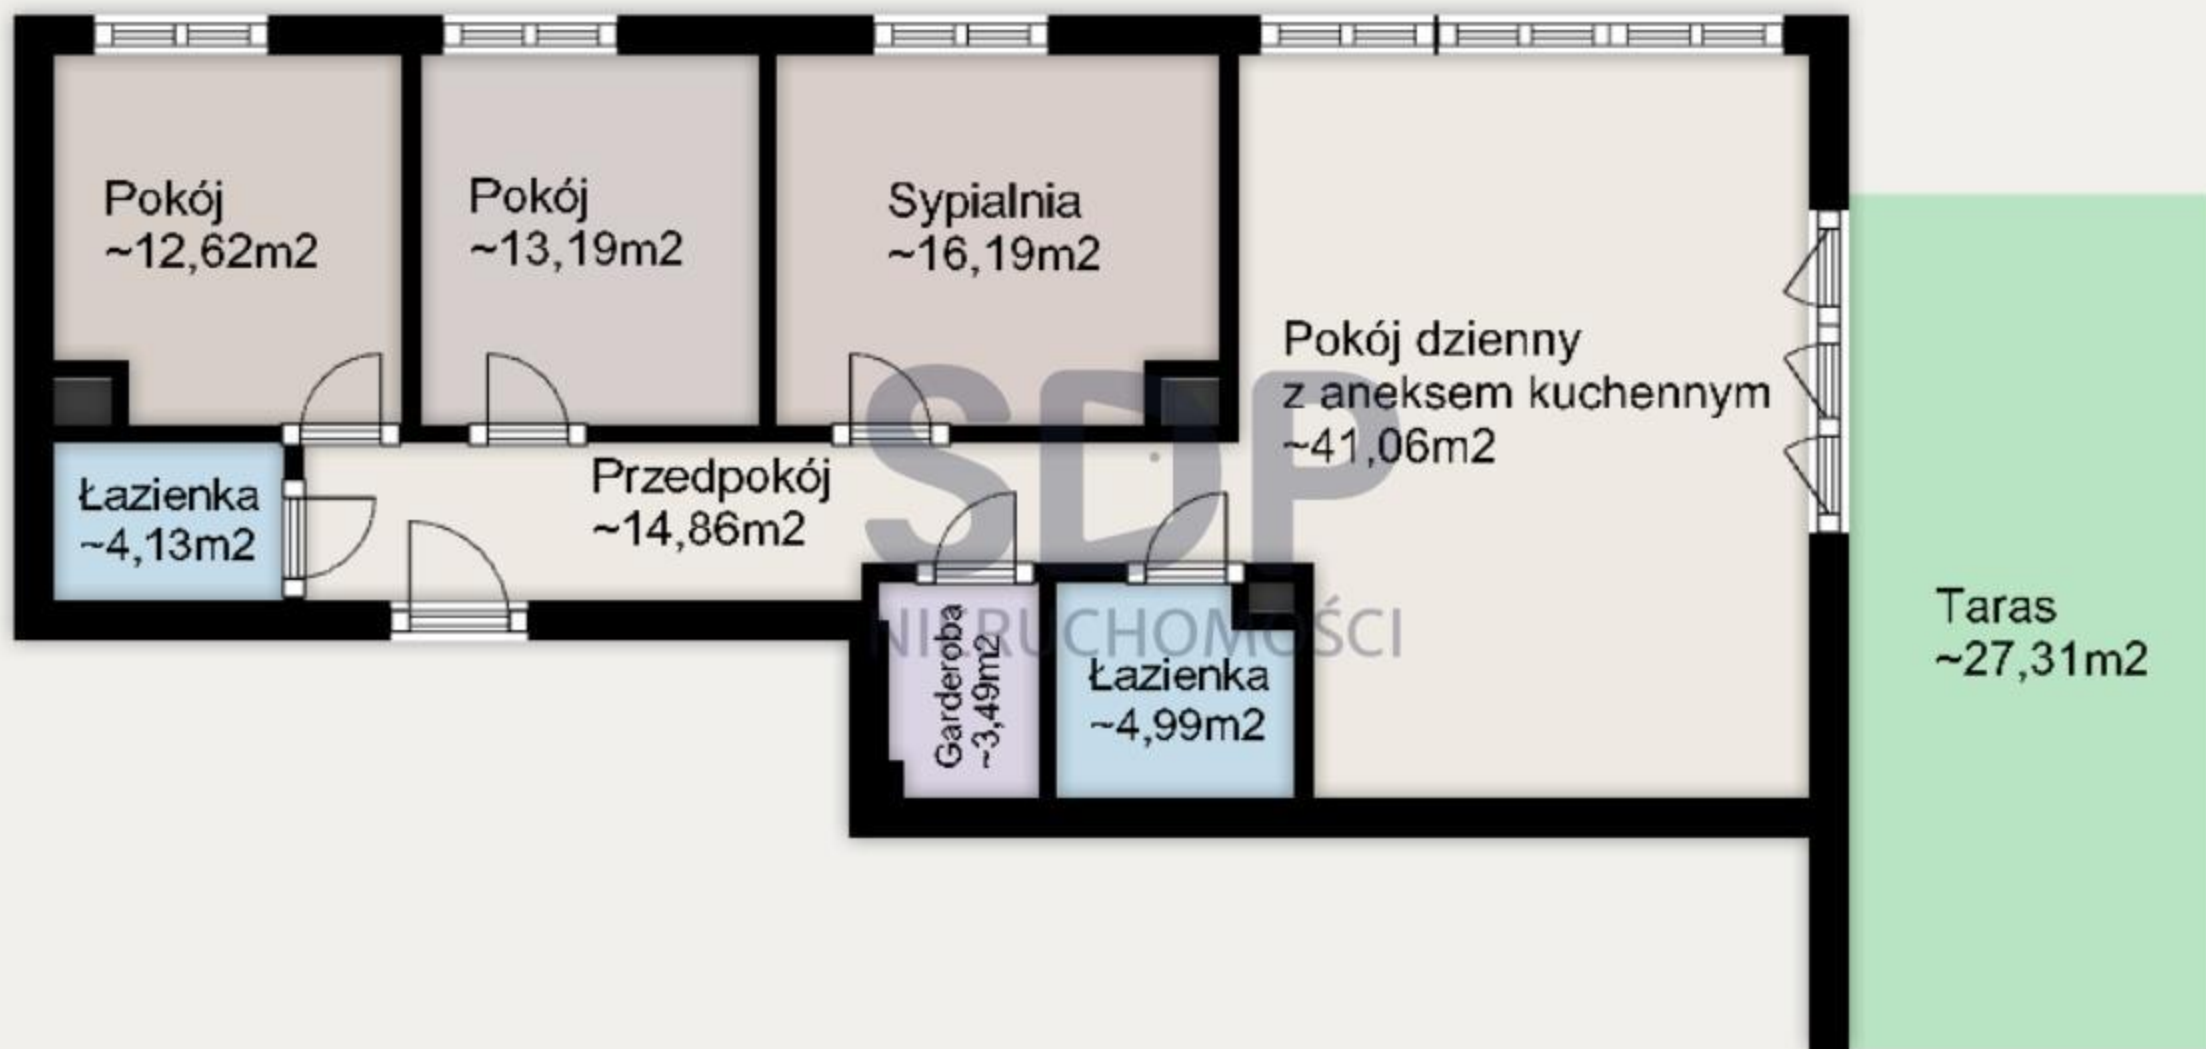 Pokój
~12,62m2
Pokój
~13,19m2
Sypialnia
~16,19m2
Pokój dzienny
z aneksem kuchennym
~41,06m2
Łazienka
~4,13m2
Przedpokój
~14,86m2
SDP
NIERUCHOMOŚCI
Garderoba
~3,49m2
Łazienka
~4,99m2
Taras
~27,31m2